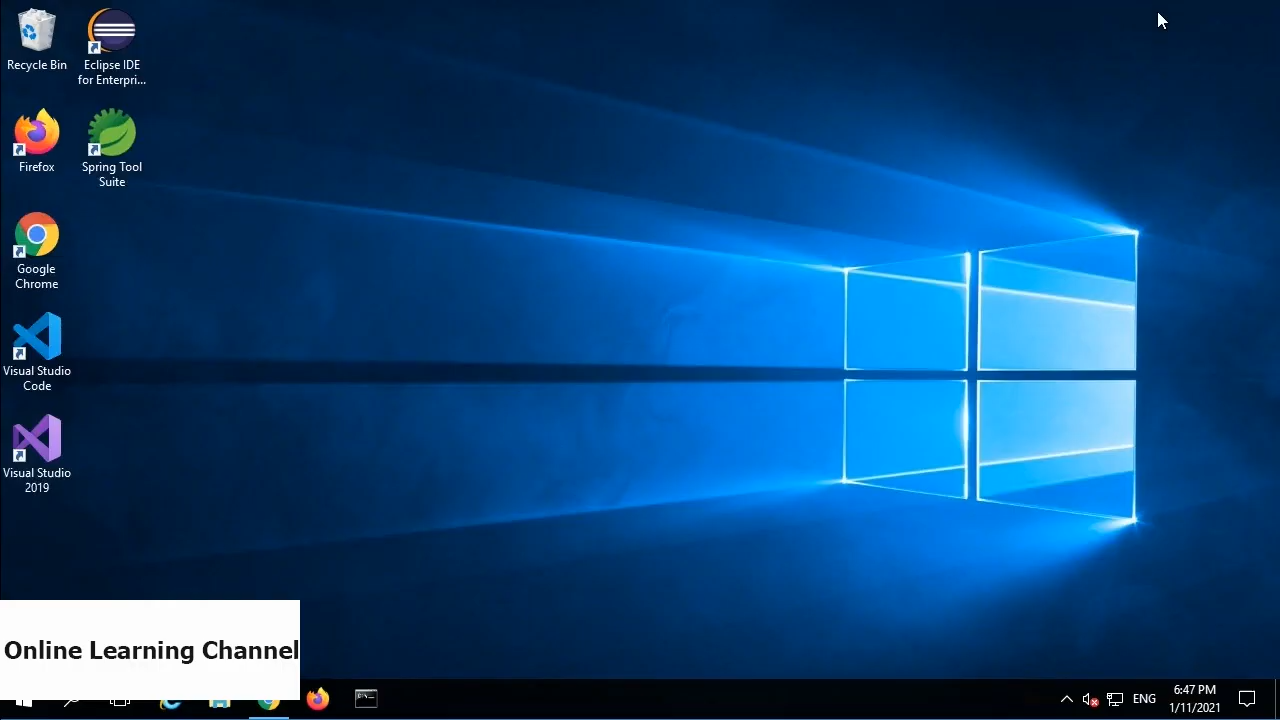 Recycle Bin
Eclipse IDE
for Enterpri...
Firefox
Spring Tool
Suite
Google
Chrome
Visual Studio
Code
Visual Studio
2019
Online Learning Channel
ENG
6:47 PM
1/11/2021